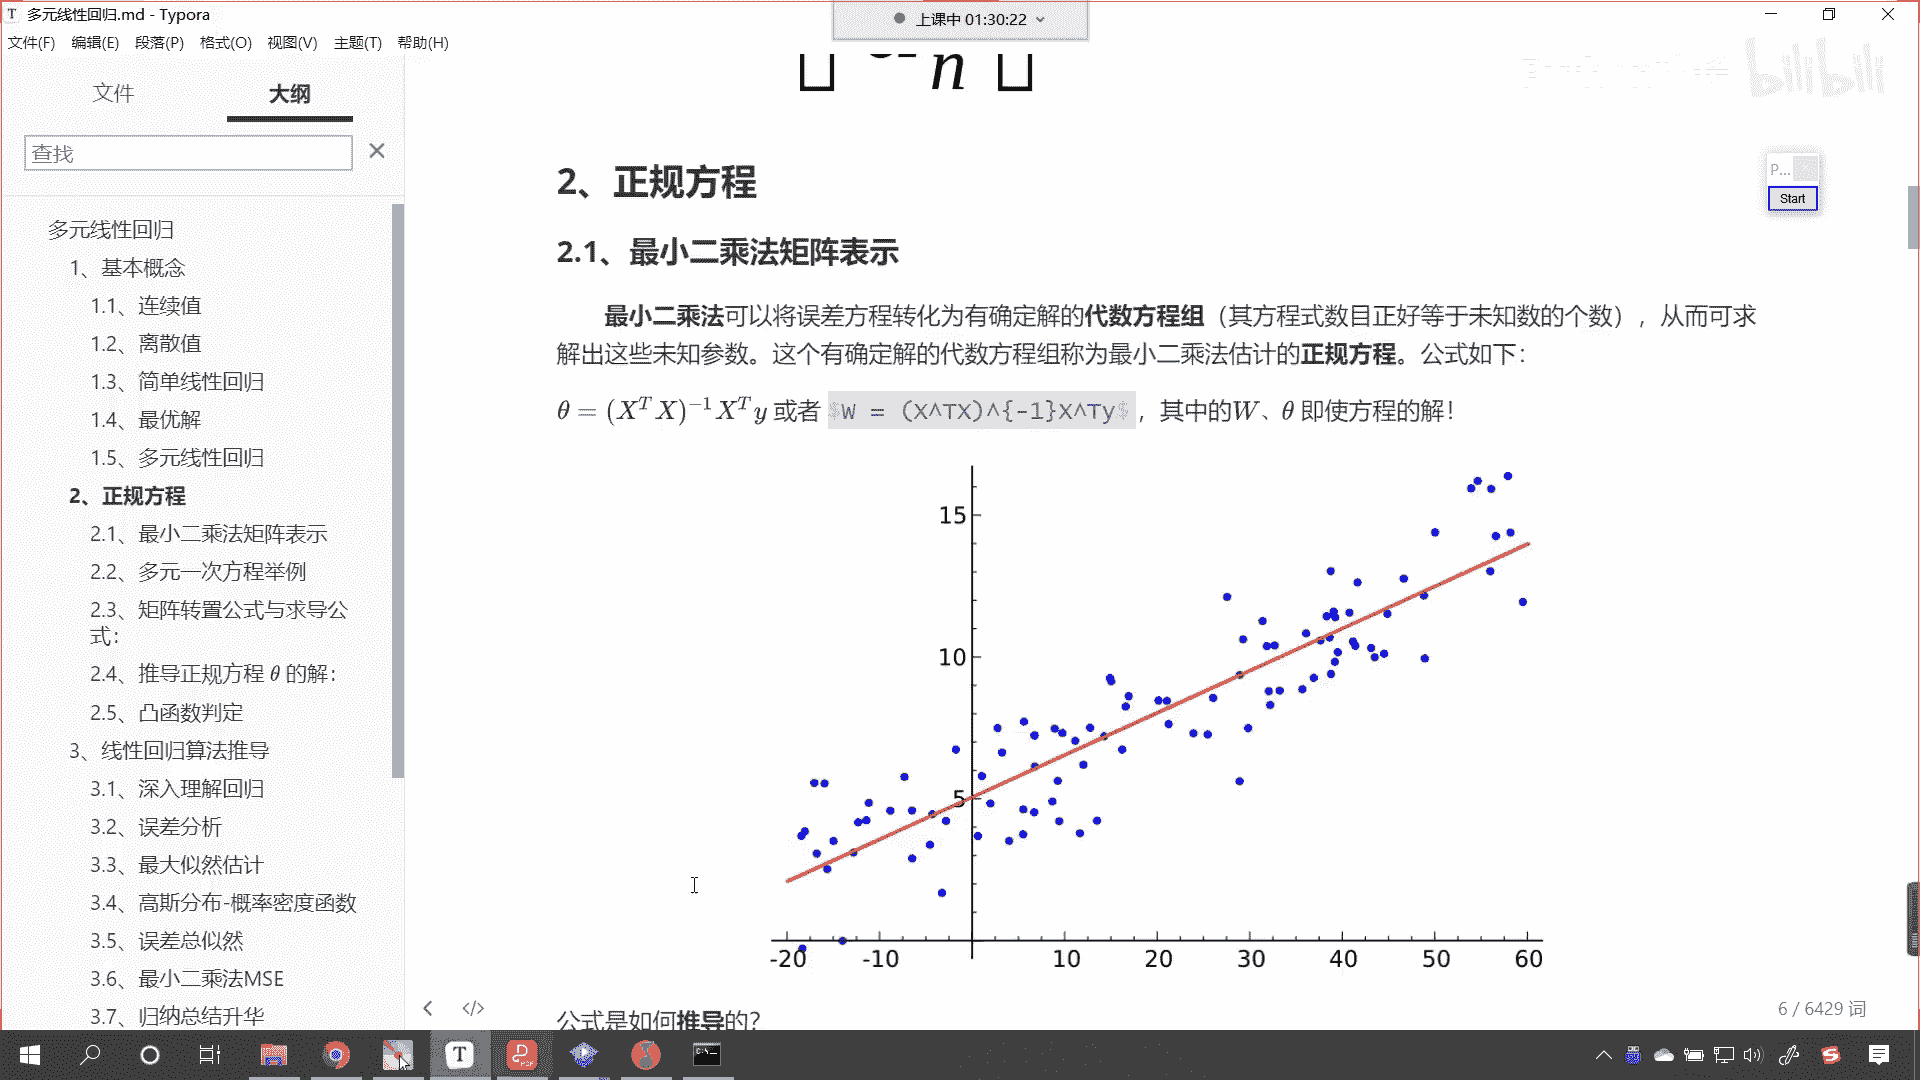 多元线性回归.md - Typora
上课中 01:30:22
文件(F) 编辑(E) 段落(P) 格式(O) 视图(V) 主题(T) 帮助(H)
文件 大纲
查找
多元线性回归
1、基本概念
1.1、连续值
1.2、离散值
1.3、简单线性回归
1.4、最优解
1.5、多元线性回归
2、正规方程
2.1、最小二乘法矩阵表示
2.2、多元一次方程举例
2.3、矩阵转置公式与求导公
式：
2.4、推导正规方程 θ 的解：
2.5、凸函数判定
3、线性回归算法推导
3.1、深入理解回归
3.2、误差分析
3.3、最大似然估计
3.4、高斯分布-概率密度函数
3.5、误差总似然
3.6、最小二乘法MSE
3.7、归纳总结升华
n
bilibili
P...
Start
2、正规方程
2.1、最小二乘法矩阵表示
最小二乘法可以将误差方程转化为有确定解的代数方程组（其方程式数目正好等于未知数的个数），从而可求
解出这些未知参数。这个有确定解的代数方程组称为最小二乘法估计的正规方程。公式如下：
θ = (X^T X)^{-1} X^T y 或者 $W = (X^TX)^{-1}X^Ty$ ，其中的W、θ 即使方程的解！
15
10
5
-20 -10 10 20 30 40 50 60
公式是如何推导的？
6 / 6429 词